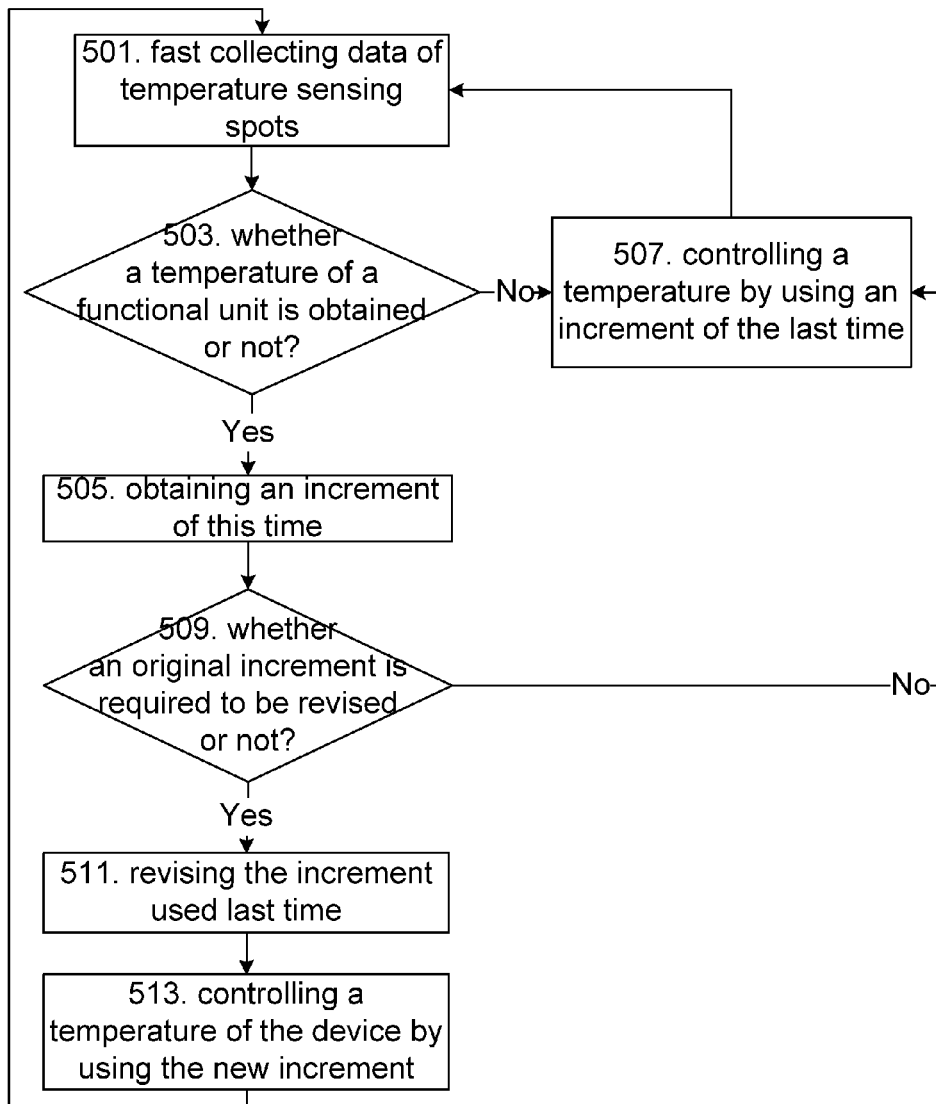 501. fast collecting data of
temperature sensing
spots
503. whether
a temperature of a
functional unit is obtained
or not?
No
507. controlling a
temperature by using an
increment of the last time
Yes
505. obtaining an increment
of this time
509. whether
an original increment is
required to be revised
or not?
No
Yes
511. revising the increment
used last time
513. controlling a
temperature of the device by
using the new increment